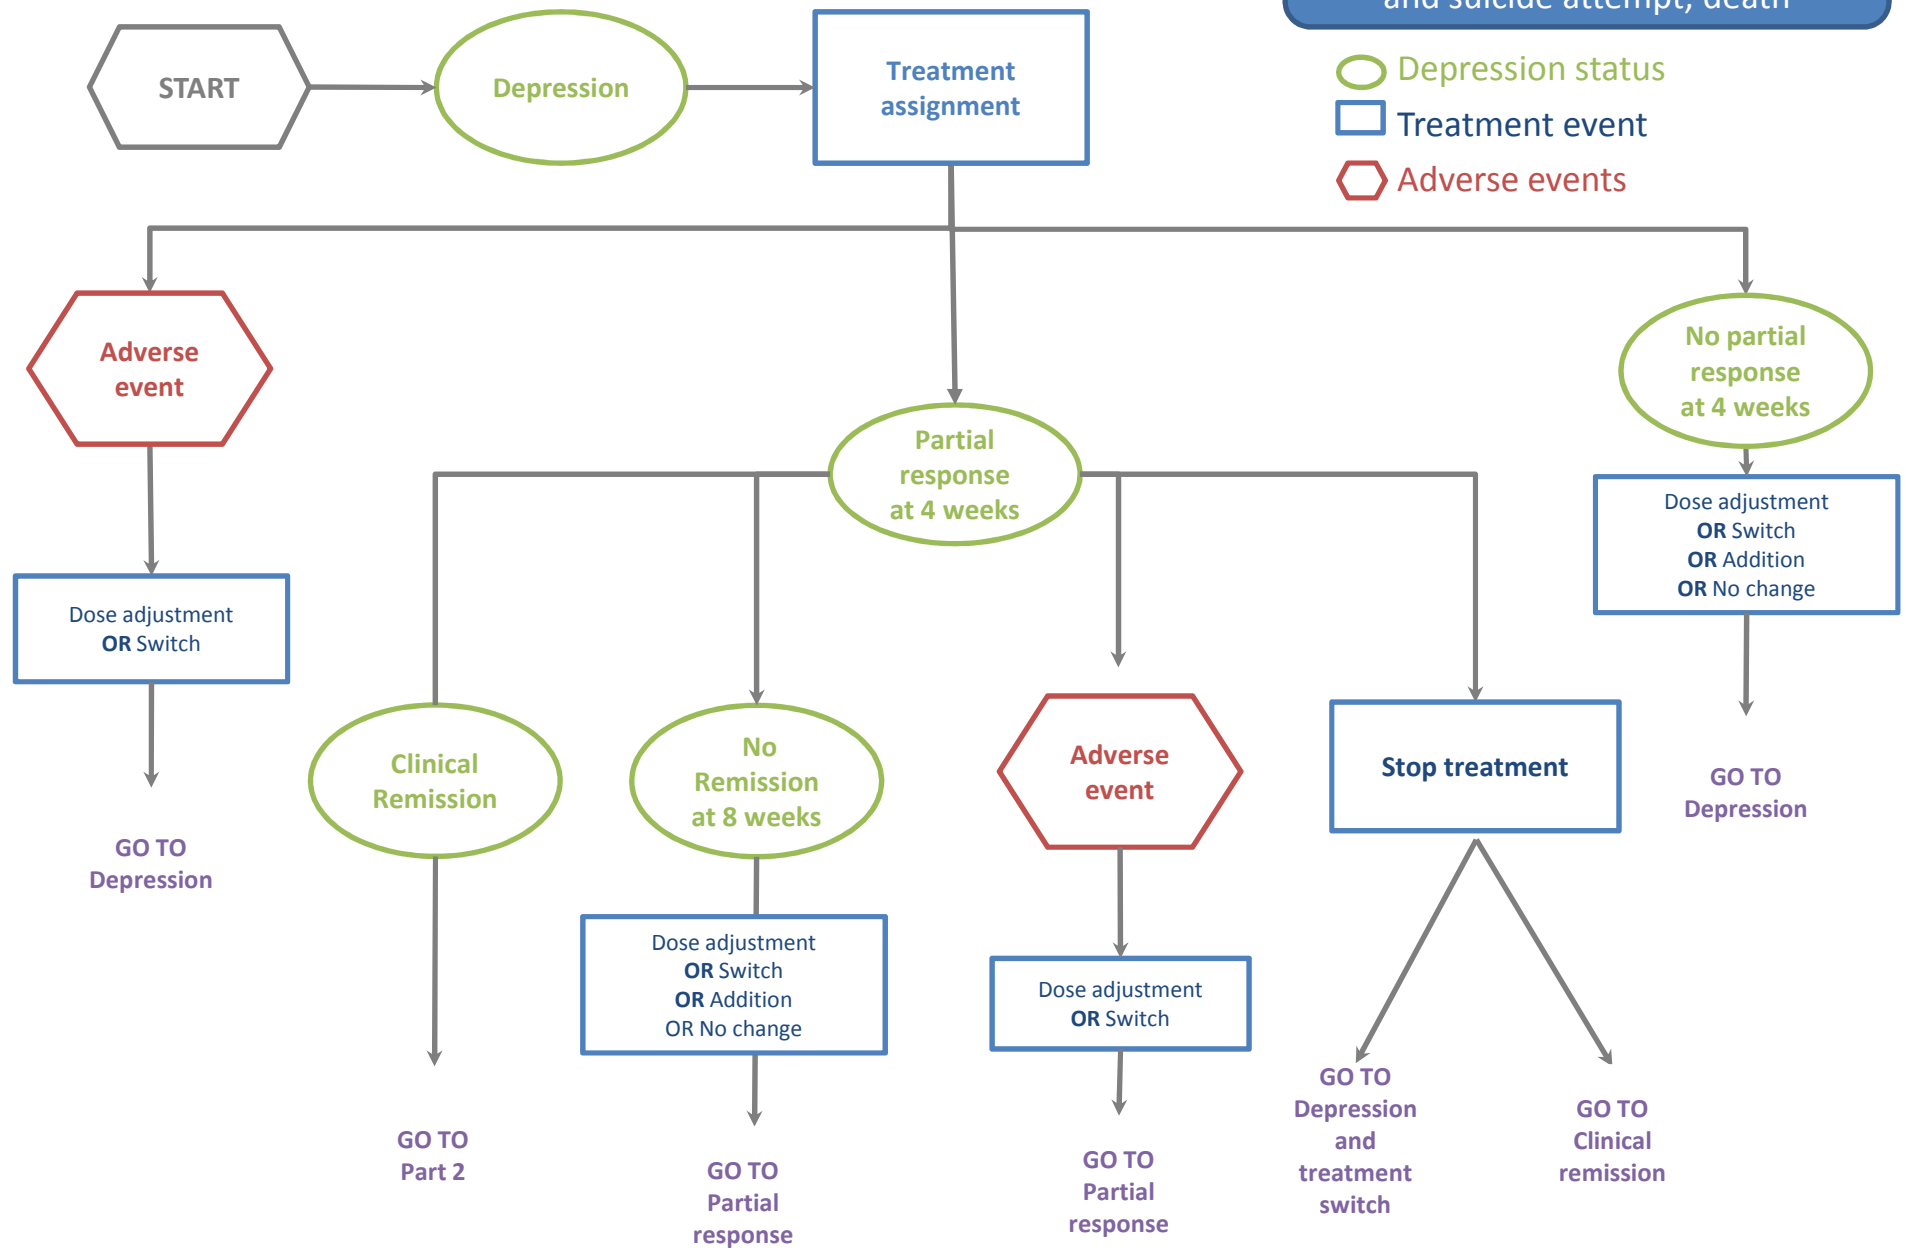 and suicide attempt, death
START
Depression
Treatment
assignment
Depression status
Treatment event
Adverse events
Adverse
event
Partial
response
at 4 weeks
No partial
response
at 4 weeks
Dose adjustment
OR Switch
OR Addition
OR No change
Dose adjustment
OR Switch
Clinical
Remission
No
Remission
at 8 weeks
Adverse
event
Stop treatment
GO TO
Depression
GO TO
Depression
Dose adjustment
OR Switch
OR Addition
OR No change
Dose adjustment
OR Switch
GO TO
Part 2
GO TO
Partial
response
GO TO
Partial
response
GO TO
Depression
and
treatment
switch
GO TO
Clinical
remission